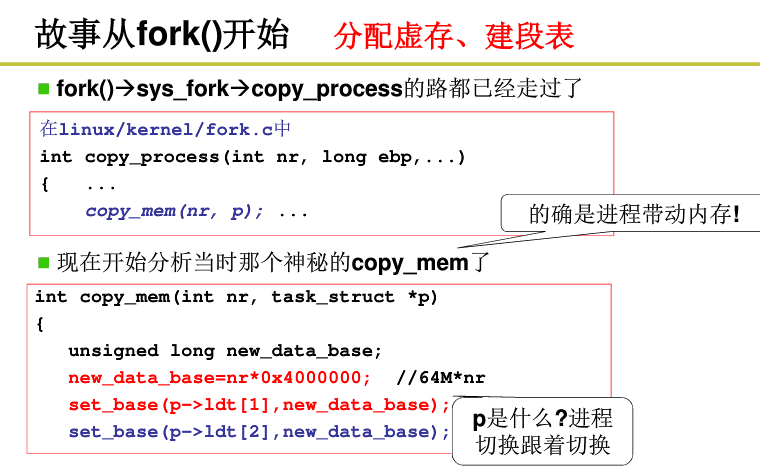 故事从fork()开始 分配虚存、建段表
fork()→sys_fork→copy_process的路都已经走过了
在linux/kernel/fork.c中
int copy_process(int nr, long ebp,...)
{ ...
copy_mem(nr, p); ...
的确是进程带动内存!
现在开始分析当时那个神秘的copy_mem了
int copy_mem(int nr, task_struct *p)
{
unsigned long new_data_base;
new_data_base=nr*0x4000000; //64M*nr
set_base(p->ldt[1],new_data_base);
set_base(p->ldt[2],new_data_base);
p是什么?进程
切换跟着切换